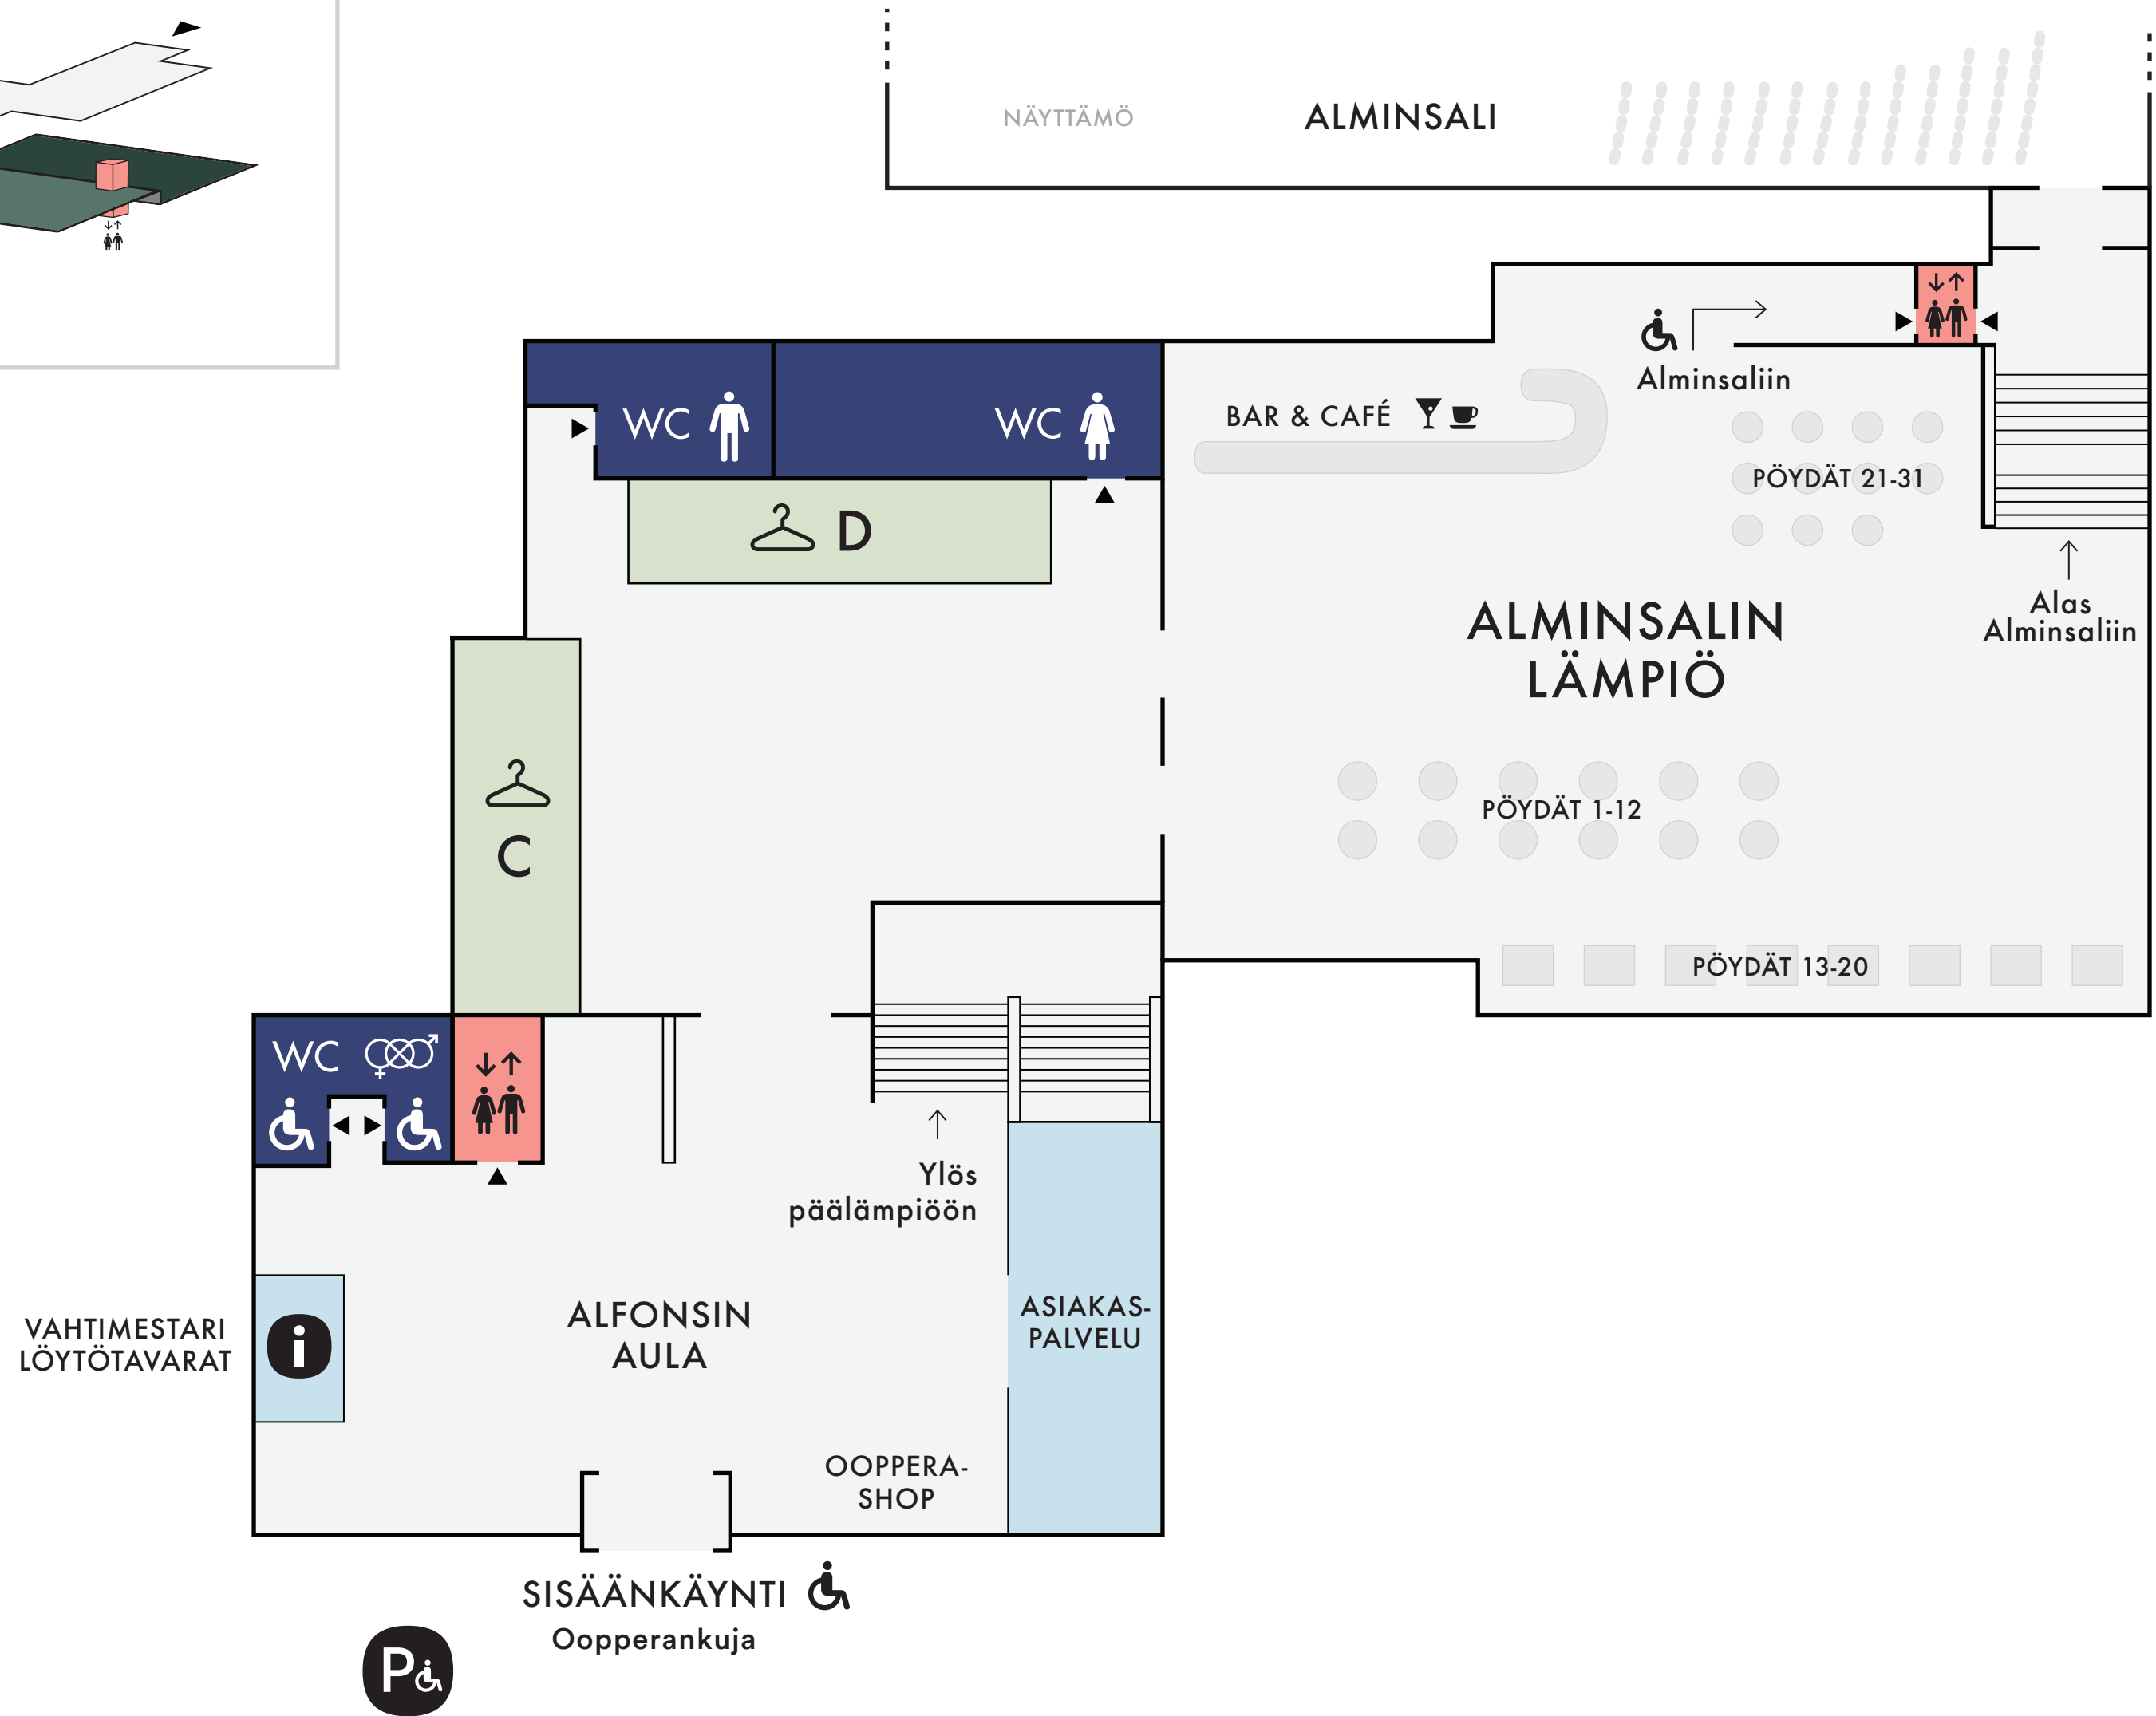 NÄYTTÄMÖ
ALMINSALI
Alminsaliin
WC
WC
BAR & CAFÉ
PÖYDÄT 21-31
D
Alas
Alminsaliin
ALMINSALIN
LÄMPIÖ
C
PÖYDÄT 1-12
PÖYDÄT 13-20
WC
Ylös
päälämpiöön
VAHTIMESTARI
LÖYTÖTAVARAT
i
ALFONSIN
AULA
ASIAKAS-
PALVELU
OOPPERA-
SHOP
SISÄÄNKÄYNTI
Oopperankuja
P